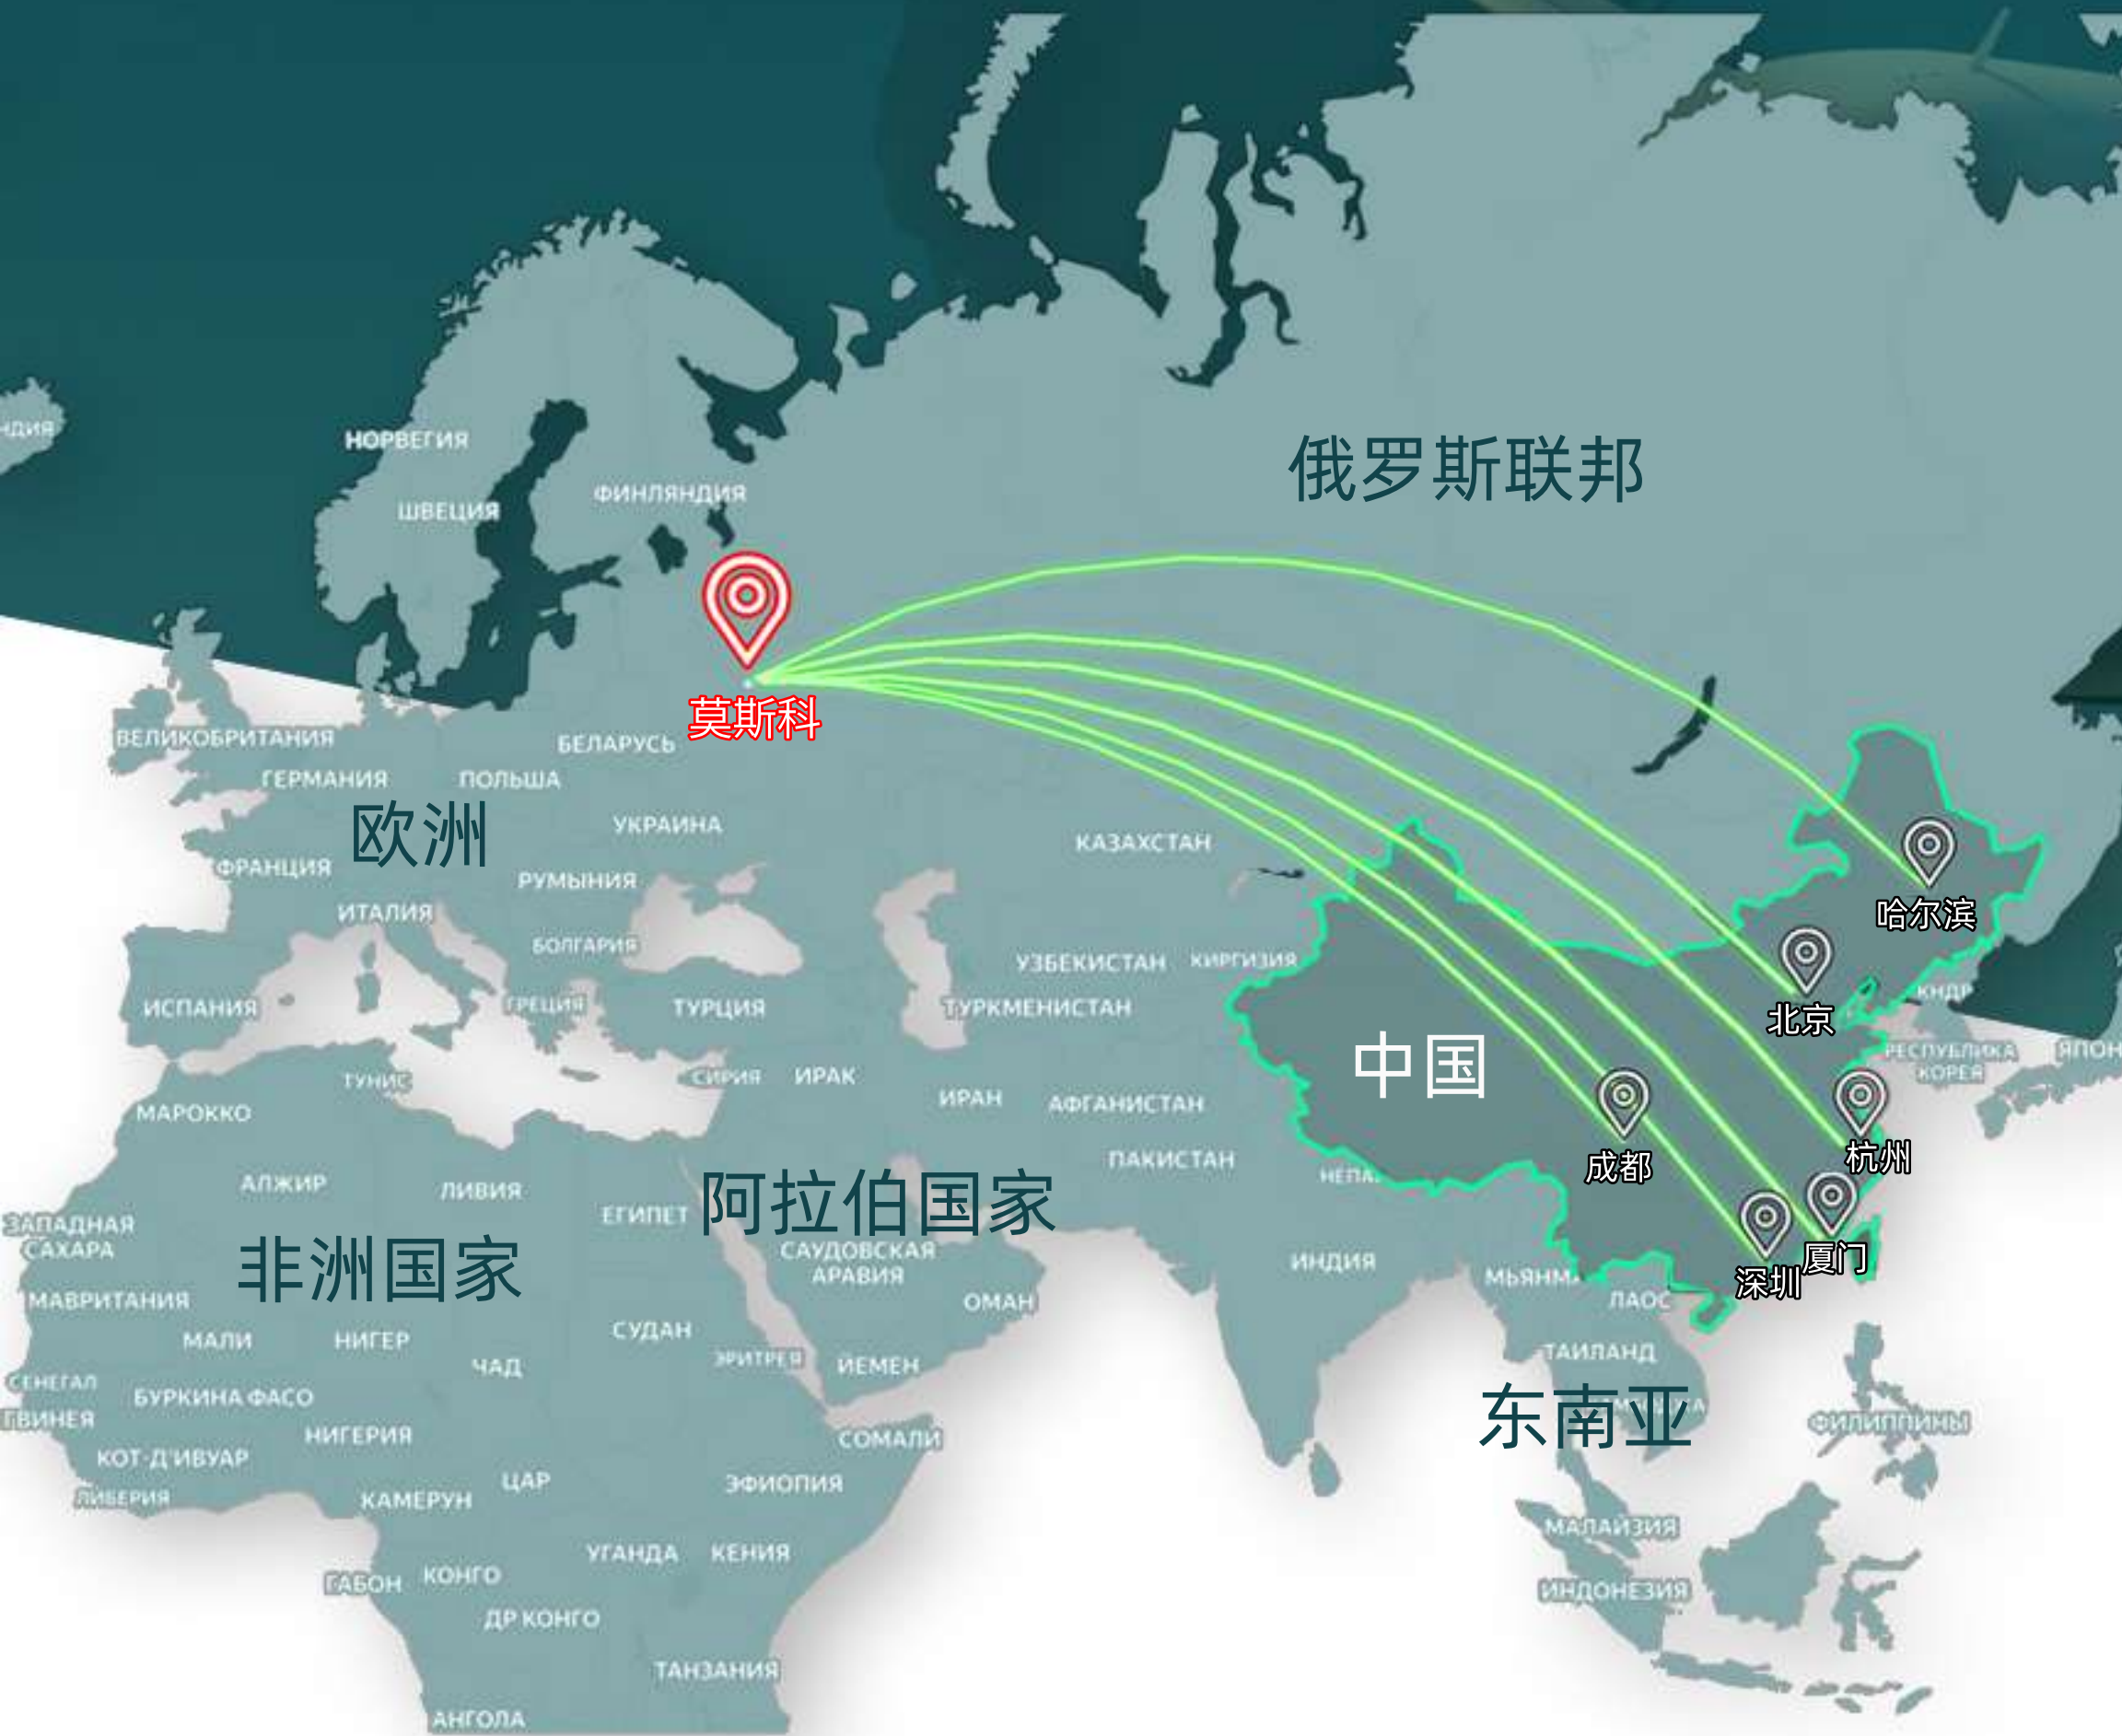 НДИЯ
НОРВЕГИЯ
俄罗斯联邦
ФИНЛЯНДИЯ
ШВЕЦИЯ
莫斯科
ВЕЛИКОБРИТАНИЯ
БЕЛАРУСЬ
ГЕРМАНИЯ
ПОЛЬША
欧洲
УКРАИНА
КАЗАХСТАН
ФРАНЦИЯ
РУМЫНИЯ
ИТАЛИЯ
哈尔滨
БОЛГАРИЯ
УЗБЕКИСТАН
КИРГИЗИЯ
КНДР
ИСПАНИЯ
ГРЕЦИЯ
ТУРЦИЯ
ТУРКМЕНИСТАН
北京
РЕСПУБЛИКА
КОРЕЯ
ЯПОН
中国
ТУНИС
СИРИЯ
ИРАК
ИРАН
АФГАНИСТАН
МАРОККО
ПАКИСТАН
杭州
成都
НЕПА
АЛЖИР
ЛИВИЯ
ЕГИПЕТ
阿拉伯国家
ЗАПАДНАЯ
САХАРА
САУДОВСКАЯ
АРАВИЯ
ИНДИЯ
厦门
非洲国家
深圳
МЬЯНМ
МАВРИТАНИЯ
ОМАН
ЛАОС
МАЛИ
НИГЕР
СУДАН
ТАИЛАНД
ЧАД
ЭРИТРЕЯ
ЙЕМЕН
СЕНЕГАЛ
БУРКИНА ФАСО
东南亚
ГВИНЕЯ
ФИЛИППИНЫ
НИГЕРИЯ
СОМАЛИ
КОТ-Д'ИВУАР
ЦАР
ЭФИОПИЯ
ЛИБЕРИЯ
КАМЕРУН
МАЛАЙЗИЯ
УГАНДА
КЕНИЯ
ГАБОН
КОНГО
ИНДОНЕЗИЯ
ДР КОНГО
ТАНЗАНИЯ
АНГОЛА